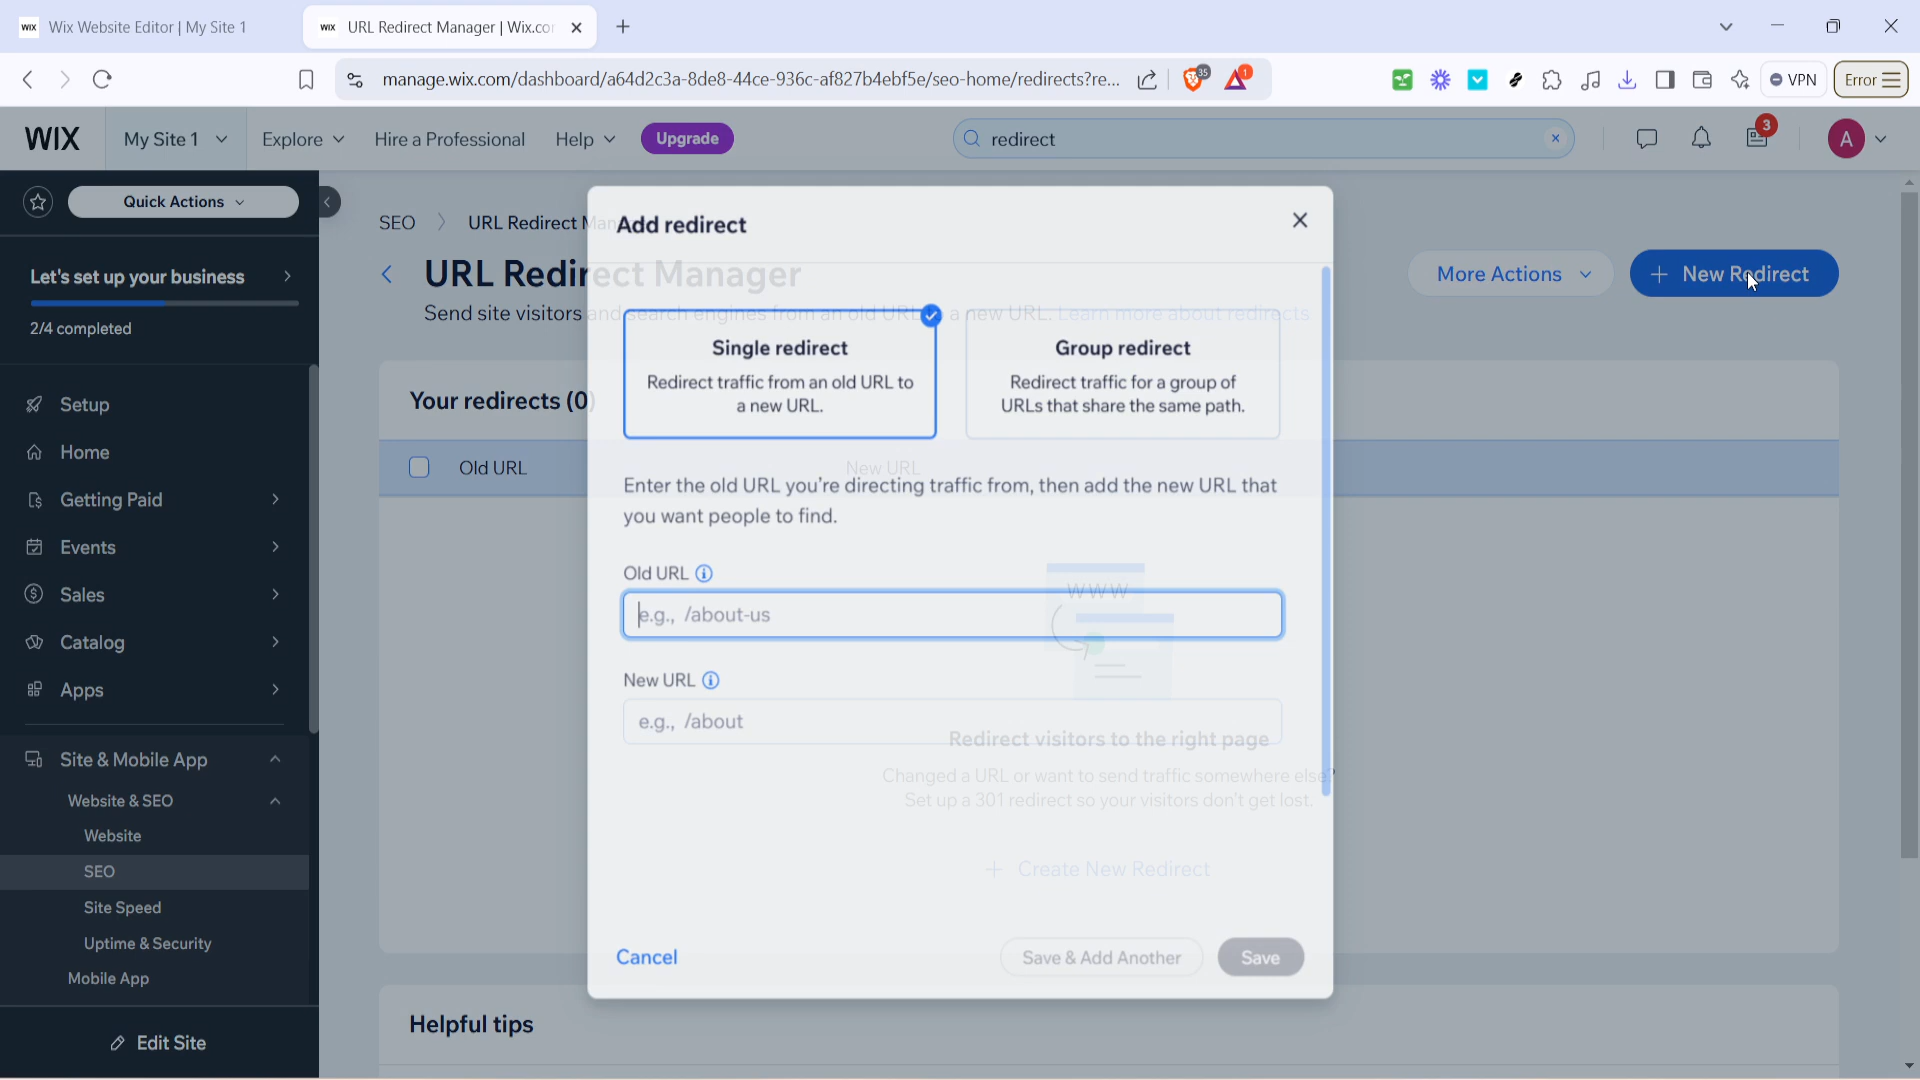 WIX Wix Website Editor | My Site 1
WIX URL Redirect Manager | Wix.co
manage.wix.com/dashboard/a64d2c3a-8de8-44ce-936c-af827b4ebf5e/seo-home/redirects?re...
35
1
VPN
Error
WIX
My Site 1
Explore
Hire a Professional
Help
Upgrade
redirect
3
A
Quick Actions
Let's set up your business
2/4 completed
Setup
Home
Getting Paid
Events
Sales
Catalog
Apps
Site & Mobile App
Website & SEO
Website
SEO
Site Speed
Uptime & Security
Mobile App
Edit Site
SEO
URL Redirect Man
URL Redirect Manager
Send site visitors and search engines from an old URL to a new URL. Learn more about redirects
More Actions
New Redirect
Your redirects (0)
Old URL
New URL
Add redirect
Single redirect
Redirect traffic from an old URL to
a new URL.
Group redirect
Redirect traffic for a group of
URLs that share the same path.
Enter the old URL you're directing traffic from, then add the new URL that
you want people to find.
Old URL
e.g., /about-us
New URL
e.g., /about
WWW
Redirect visitors to the right page
Changed a URL or want to send traffic somewhere else?
Set up a 301 redirect so your visitors don't get lost.
Create New Redirect
Cancel
Save & Add Another
Save
Helpful tips